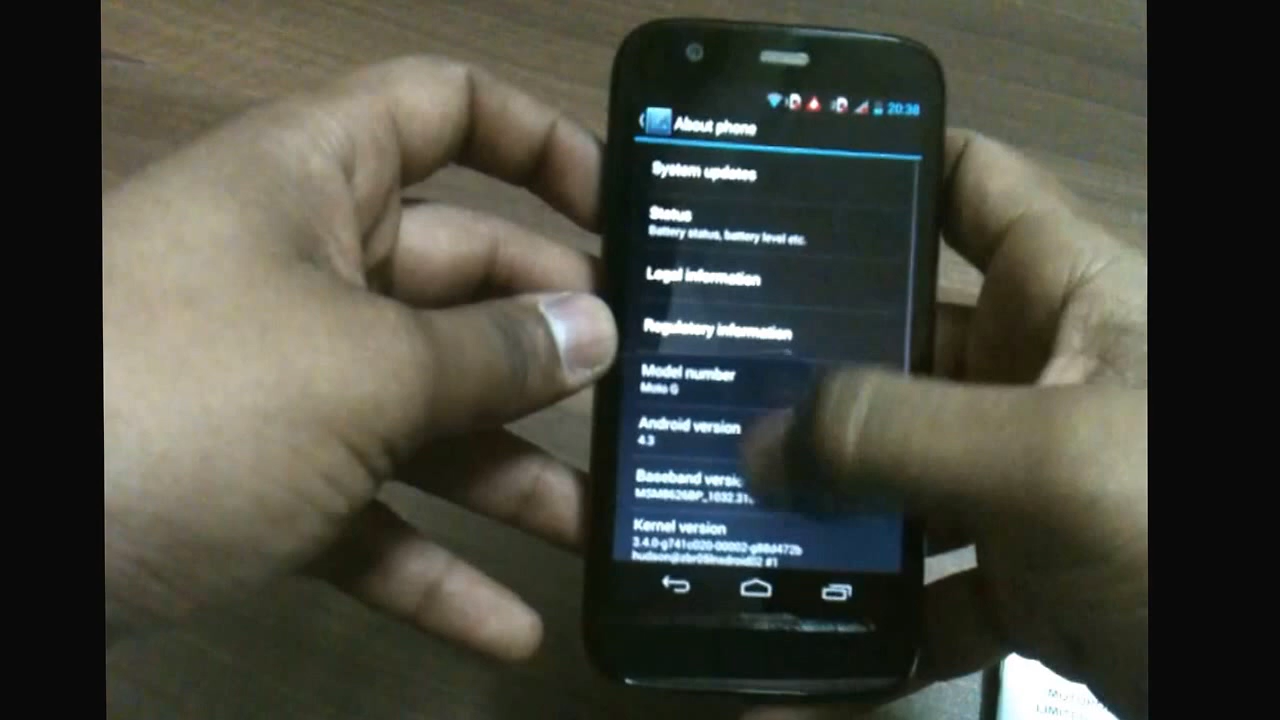 20:38
About phone
System updates
Status
Battery status, battery level etc.
Legal information
Regulatory information
Model number
Moto G
Android version
4.3
Baseband
Kernel version